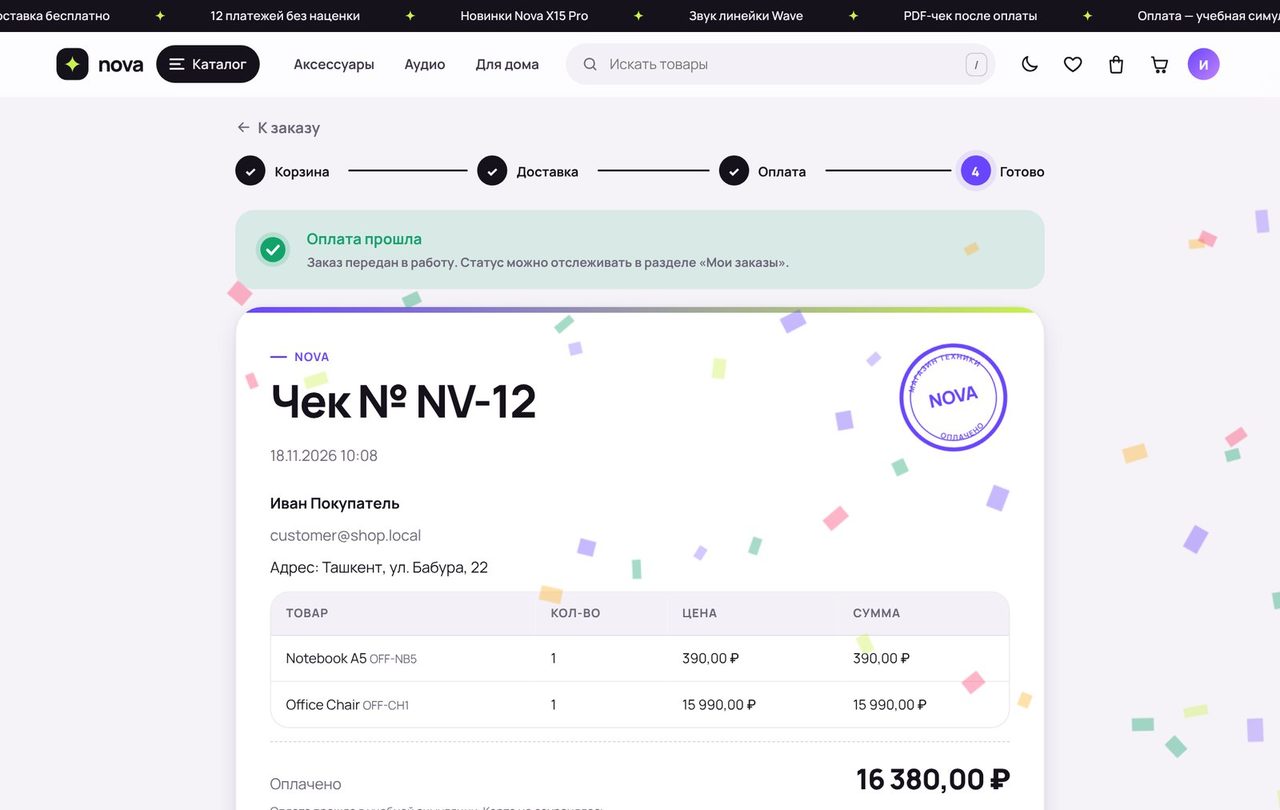 оставка бесплатно ✦ 12 платежей без наценки ✦ Новинки Nova X15 Pro ✦ Звук линейки Wave ✦ PDF-чек после оплаты ✦ Оплата — учебная симу
nova Каталог Аксессуары Аудио Для дома Искать товары / И
← К заказу
Корзина Доставка Оплата 4 Готово
Оплата прошла
Заказ передан в работу. Статус можно отслеживать в разделе «Мои заказы».
— NOVA
МАГАЗИН ТЕХНИКИ
NOVA
ОПЛАЧЕНО
Чек № NV-12
18.11.2026 10:08
Иван Покупатель
customer@shop.local
Адрес: Ташкент, ул. Бабура, 22
ТОВАР КОЛ-ВО ЦЕНА СУММА
Notebook A5 OFF-NB5 1 390,00 ₽ 390,00 ₽
Office Chair OFF-CH1 1 15 990,00 ₽ 15 990,00 ₽
Оплачено 16 380,00 ₽